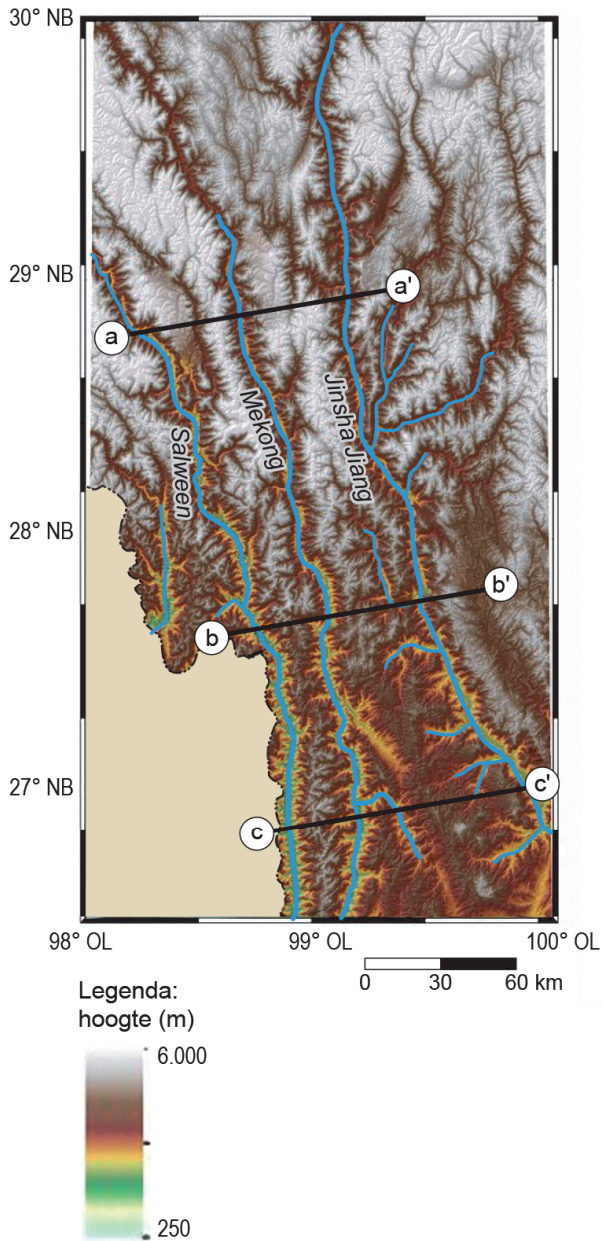 30° NB
29° NB
28° NB
27° NB
98° OL
99° OL
100° OL
a
a'
Salween
Mekong
Jinsha Jiang
b
b'
c
c'
0
30
60 km
Legenda:
hoogte (m)
6.000
250